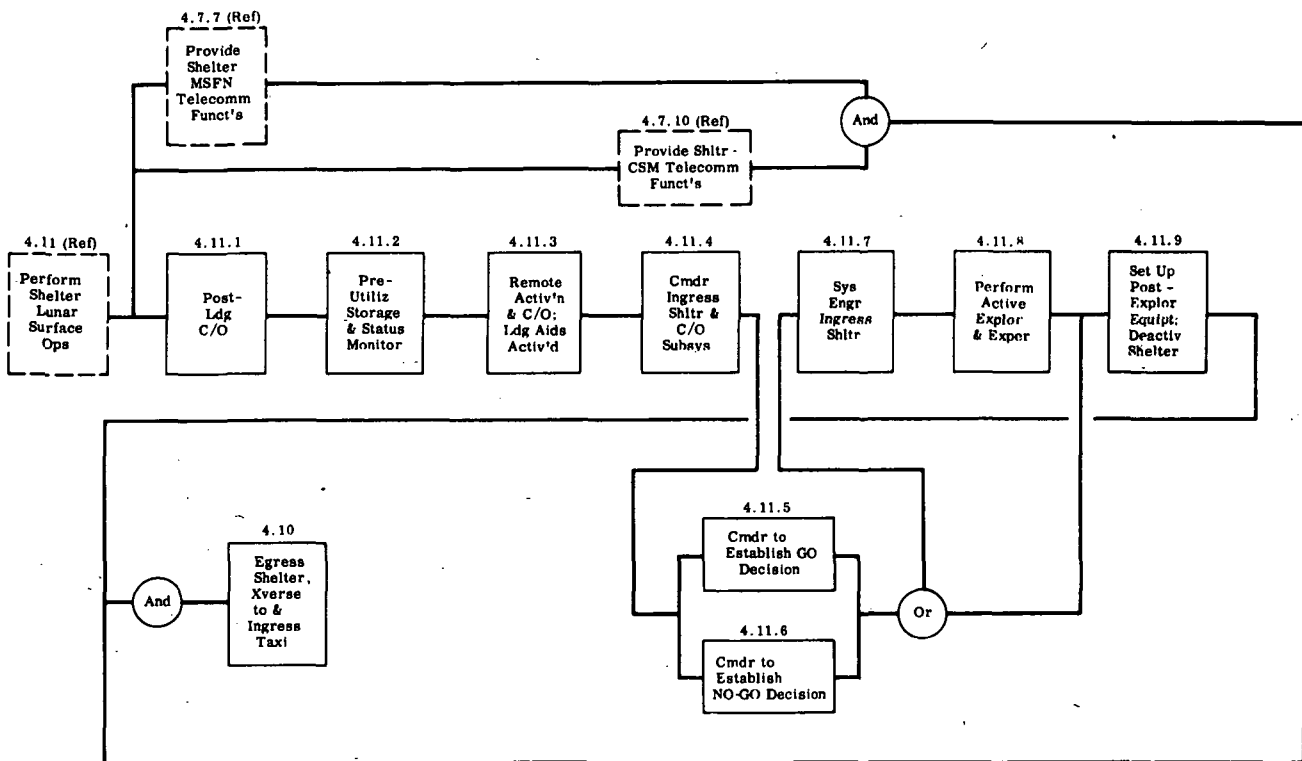 4.7.7 (Ref)
Provide
Shelter
MSFN
Telecomm
Funct's
And
4.7.10 (Ref)
Provide Shltr -
CSM Telecomm
Funct's
4.11 (Ref)
Perform
Shelter
Lunar
Surface
Ops
4.11.1
Post-
Ldg
C/O
4.11.2
Pre-
Utiliz
Storage
& Status
Monitor
4.11.3
Remote
Activ'n
& C/O;
Ldg Aids
Activ'd
4.11.4
Cmdr
Ingress
Shltr &
C/O
Subsys
4.11.7
Sys
Engr
Ingress
Shltr
4.11.8
Perform
Active
Explor
& Exper
4.11.9
Set Up
Post -
Explor
Equipt;
Deactiv
Shelter
4.10
Egress
Shelter,
Xverse
to &
Ingress
Taxi
And
4.11.5
Cmdr to
Establish GO
Decision
4.11.6
Cmdr to
Establish
NO-GO Decision
Or